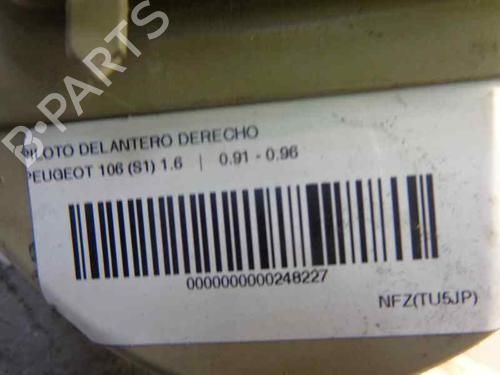 B-PARTS
PILOTO DELANTERO DERECHO
PEUGEOT 106 (S1) 1.6 | 0.91 - 0.96
0000000000248227
NFZ(TU5JP)